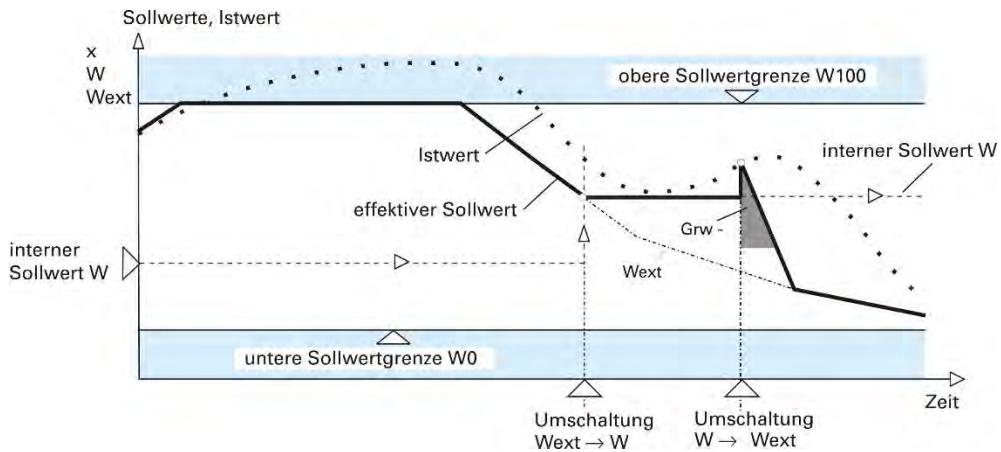 Sollwerte, Istwert
x
W
Wext
obere Sollwertgrenze W100
Istwert
interner Sollwert W
effektiver Sollwert
Grw -
interner
Sollwert W
Wext
untere Sollwertgrenze W0
Zeit
Umschaltung
Wext → W
Umschaltung
W → Wext